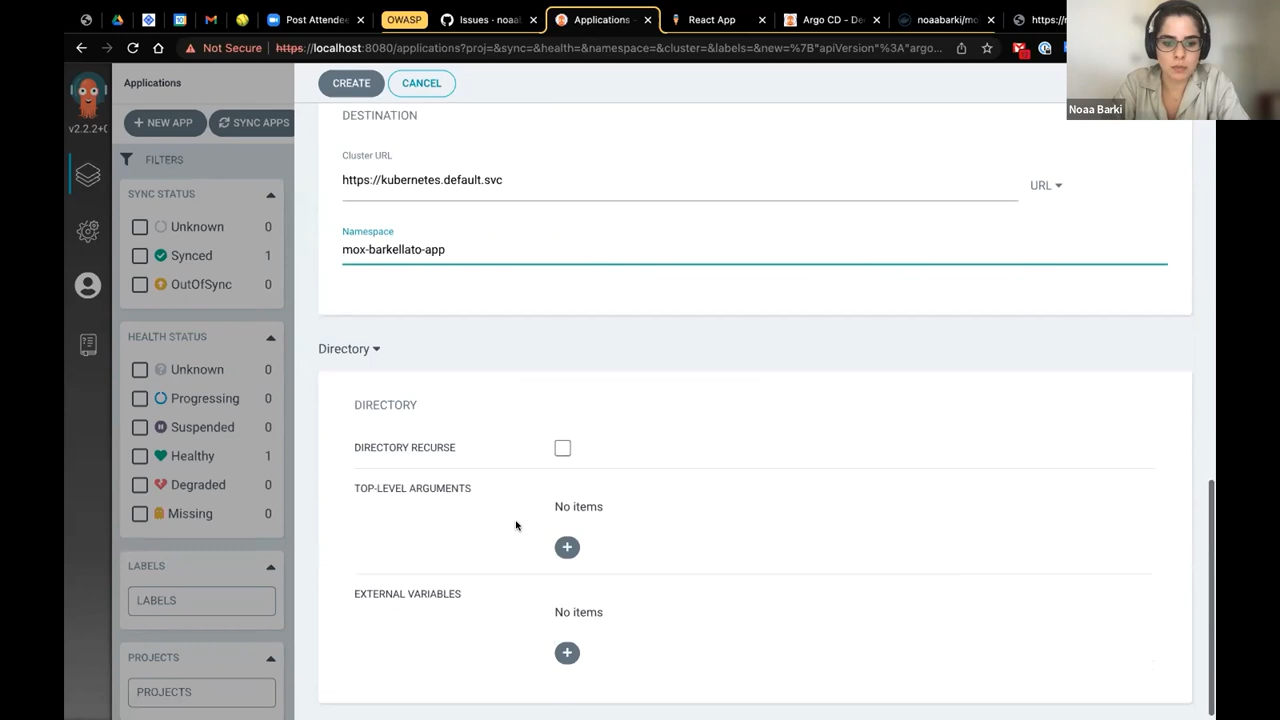 Post Attendee
OWASP
Issues · noaal
Applications -
React App
Argo CD - De
noaabarki/mo
https://r
Not Secure
https://localhost:8080/applications?proj=&sync=&health=&namespace=&cluster=&labels=&new=%7B"apiVersion"%3A"argo...
Noaa Barki
v2.2.2+0
Applications
+ NEW APP
SYNC APPS
FILTERS
SYNC STATUS
Unknown 0
Synced 1
OutOfSync 0
HEALTH STATUS
Unknown 0
Progressing 0
Suspended 0
Healthy 1
Degraded 0
Missing 0
LABELS
LABELS
PROJECTS
PROJECTS
CREATE
CANCEL
DESTINATION
Cluster URL
https://kubernetes.default.svc
URL
Namespace
mox-barkellato-app
Directory
DIRECTORY
DIRECTORY RECURSE
TOP-LEVEL ARGUMENTS
No items
+
EXTERNAL VARIABLES
No items
+